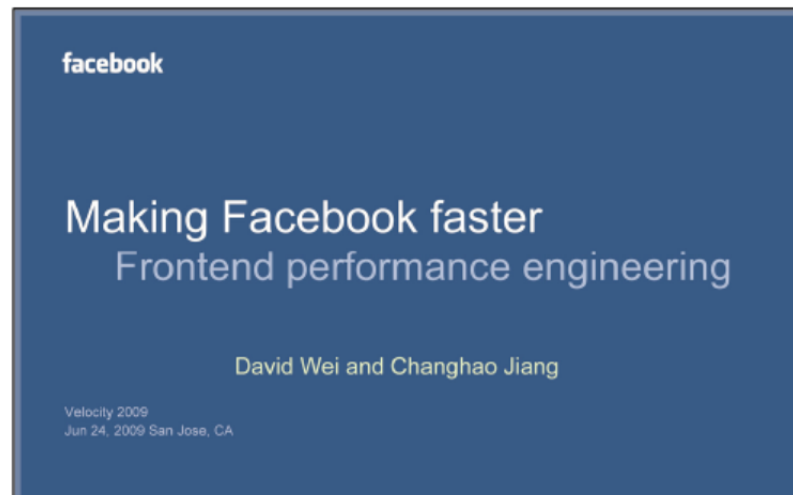 facebook
Making Facebook faster
Frontend performance engineering
David Wei and Changhao Jiang
Velocity 2009
Jun 24, 2009 San Jose, CA